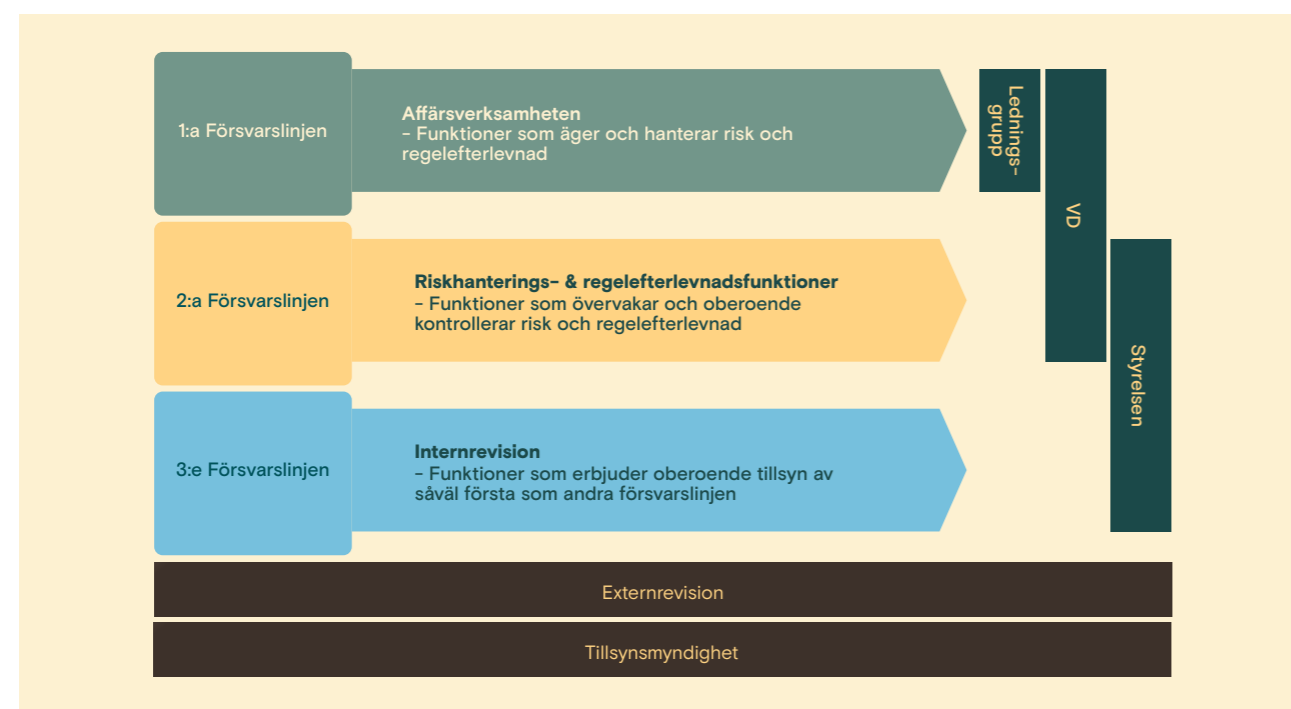 1:a Försvarslinjen
Affärsverksamheten
- Funktioner som äger och hanterar risk och
regelefterlevnad
Lednings-
grupp
VD
2:a Försvarslinjen
Riskhanterings- & regelefterlevnadsfunktioner
- Funktioner som övervakar och oberoende
kontrollerar risk och regelefterlevnad
Styrelsen
3:e Försvarslinjen
Internrevision
- Funktioner som erbjuder oberoende tillsyn av
såväl första som andra försvarslinjen
Externrevision
Tillsynsmyndighet